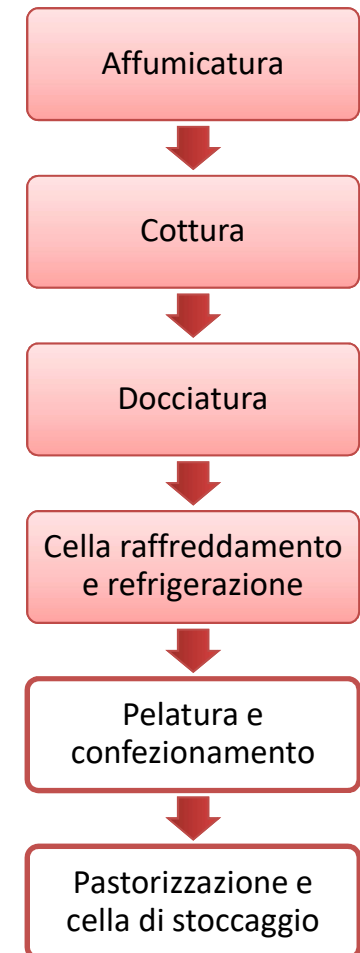 Affumicatura
Cottura
Docciatura
Cella raffreddamento
e refrigerazione
Pelatura e
confezionamento
Pastorizzazione e
cella di stoccaggio